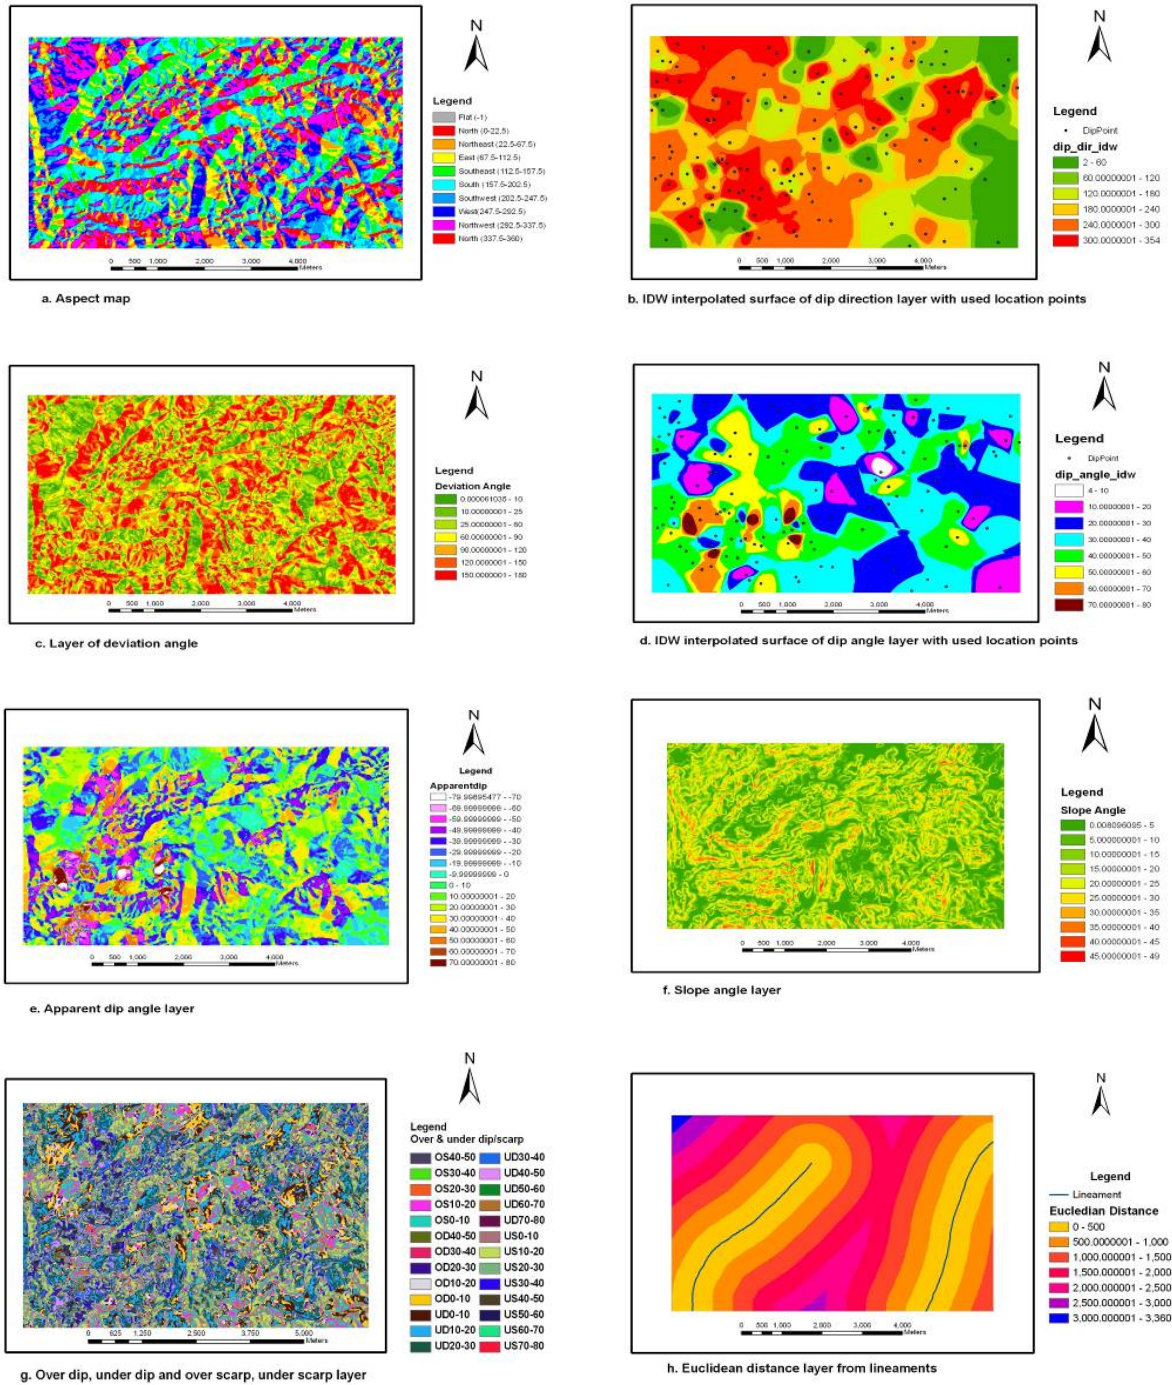 N
Legend
Flat (-1)
North (0-22.5)
Northeast (22.5-67.5)
East (67.5-112.5)
Southeast (112.5-157.5)
South (157.5-202.5)
Southwest (202.5-247.5)
West(247.5-292.5)
Northwest (292.5-337.5)
North (337.5-360)
0 500 1,000 2,000 3,000 4,000
Meters
a. Aspect map
N
Legend
DipPoint
dip_dir_idw
2 - 60
60.00000001 - 120
120.0000001 - 180
180.0000001 - 240
240.0000001 - 300
300.0000001 - 354
0 500 1,000 2,000 3,000 4,000
Meters
b. IDW interpolated surface of dip direction layer with used location points
N
Legend
Deviation Angle
0.000061035 - 10
10.00000001 - 25
25.00000001 - 60
60.00000001 - 90
90.00000001 - 120
120.0000001 - 150
150.0000001 - 180
0 500 1,000 2,000 3,000 4,000
Meters
c. Layer of deviation angle
N
Legend
DipPoint
dip_angle_idw
4 - 10
10.00000001 - 20
20.00000001 - 30
30.00000001 - 40
40.00000001 - 50
50.00000001 - 60
60.00000001 - 70
70.00000001 - 80
0 500 1,000 2,000 3,000 4,000
Meters
d. IDW interpolated surface of dip angle layer with used location points
N
Legend
Apparentdip
-79.99895477 - -70
-69.99999999 - -60
-59.99999999 - -50
-49.99999999 - -40
-39.99999999 - -30
-29.99999999 - -20
-19.99999999 - -10
-9.99999999 - 0
0 - 10
10.00000001 - 20
20.00000001 - 30
30.00000001 - 40
40.00000001 - 50
50.00000001 - 60
60.00000001 - 70
70.00000001 - 80
0 500 1,000 2,000 3,000 4,000
Meters
e. Apparent dip angle layer
N
Legend
Slope Angle
0.008096095 - 5
5.000000001 - 10
10.00000001 - 15
15.00000001 - 20
20.00000001 - 25
25.00000001 - 30
30.00000001 - 35
35.00000001 - 40
40.00000001 - 45
45.00000001 - 49
0 500 1,000 2,000 3,000 4,000
Meters
f. Slope angle layer
N
Legend
Over & under dip/scarp
OS40-50 UD30-40
OS30-40 UD40-50
OS20-30 UD50-60
OS10-20 UD60-70
OS0-10 UD70-80
OD40-50 US0-10
OD30-40 US10-20
OD20-30 US20-30
OD10-20 US30-40
OD0-10 US40-50
UD0-10 US50-60
UD10-20 US60-70
UD20-30 US70-80
0 625 1,250 2,500 3,750 5,000
Meters
g. Over dip, under dip and over scarp, under scarp layer
N
Legend
Lineament
Eucledian Distance
0 - 500
500.0000001 - 1,000
1,000.000001 - 1,500
1,500.000001 - 2,000
2,000.000001 - 2,500
2,500.000001 - 3,000
3,000.000001 - 3,360
0 500 1,000 2,000 3,000 4,000
Meters
h. Euclidean distance layer from lineaments